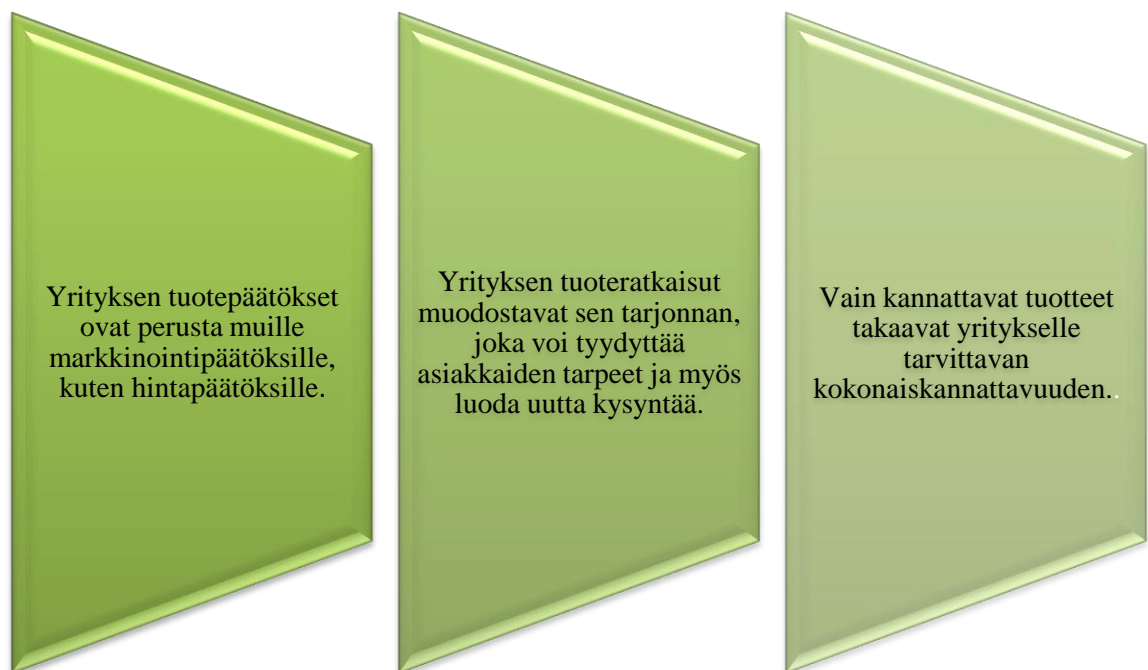 Yrityksen tuotepäätökset
ovat perusta muille
markkinointipäätöksille,
kuten hintapäätöksille.
Yrityksen tuoteratkaisut
muodostavat sen tarjonnan,
joka voi tyydyttää
asiakkaiden tarpeet ja myös
luoda uutta kysyntää.
Vain kannattavat tuotteet
takaavat yritykselle
tarvittavan
kokonaiskannattavuuden..